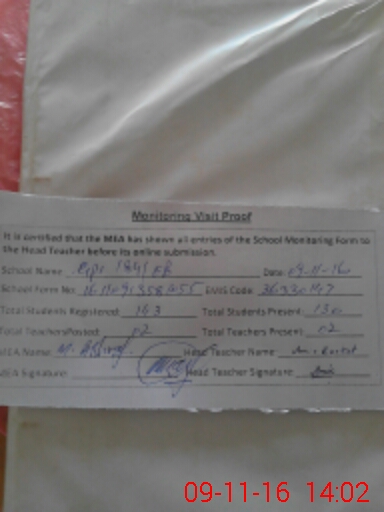 Monitoring Visit Proof
It is certified that the MEA has shown all entries of the School Monitoring Form to
the Head Teacher before its online submission.
School Name GPS Date: 09-11-16
School Form No: EMIS Code:
Total Students Registered: 163 Total Students Present: 130
Total Teachers Posted: 02 Total Teachers Present: 02
MEA Name: M. Head Teacher Name:
MEA Signature: Head Teacher Signature:
09-11-16 14:02